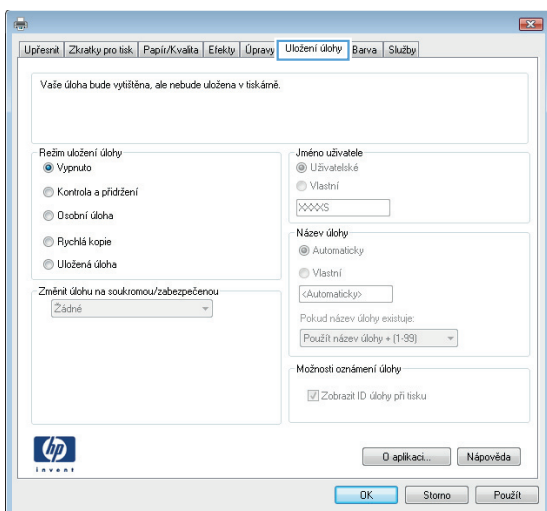 Upřesnit Zkratky pro tisk Papír/Kvalita Efekty Úpravy Uložení úlohy Barva Služby
Vaše úloha bude vytištěna, ale nebude uložena v tiskárně.
Režim uložení úlohy
Vypnuto
Kontrola a přidržení
Osobní úloha
Rychlá kopie
Uložená úloha
Změnit úlohu na soukromou/zabezpečenou
Žádné
Jméno uživatele
Uživatelské
Vlastní
XXXXS
Název úlohy
Automaticky
Vlastní
<Automaticky>
Pokud název úlohy existuje:
Použít název úlohy + (1-99)
Možnosti oznámení úlohy
Zobrazit ID úlohy při tisku
hp
invent
O aplikaci... Nápověda
OK Storno Použít